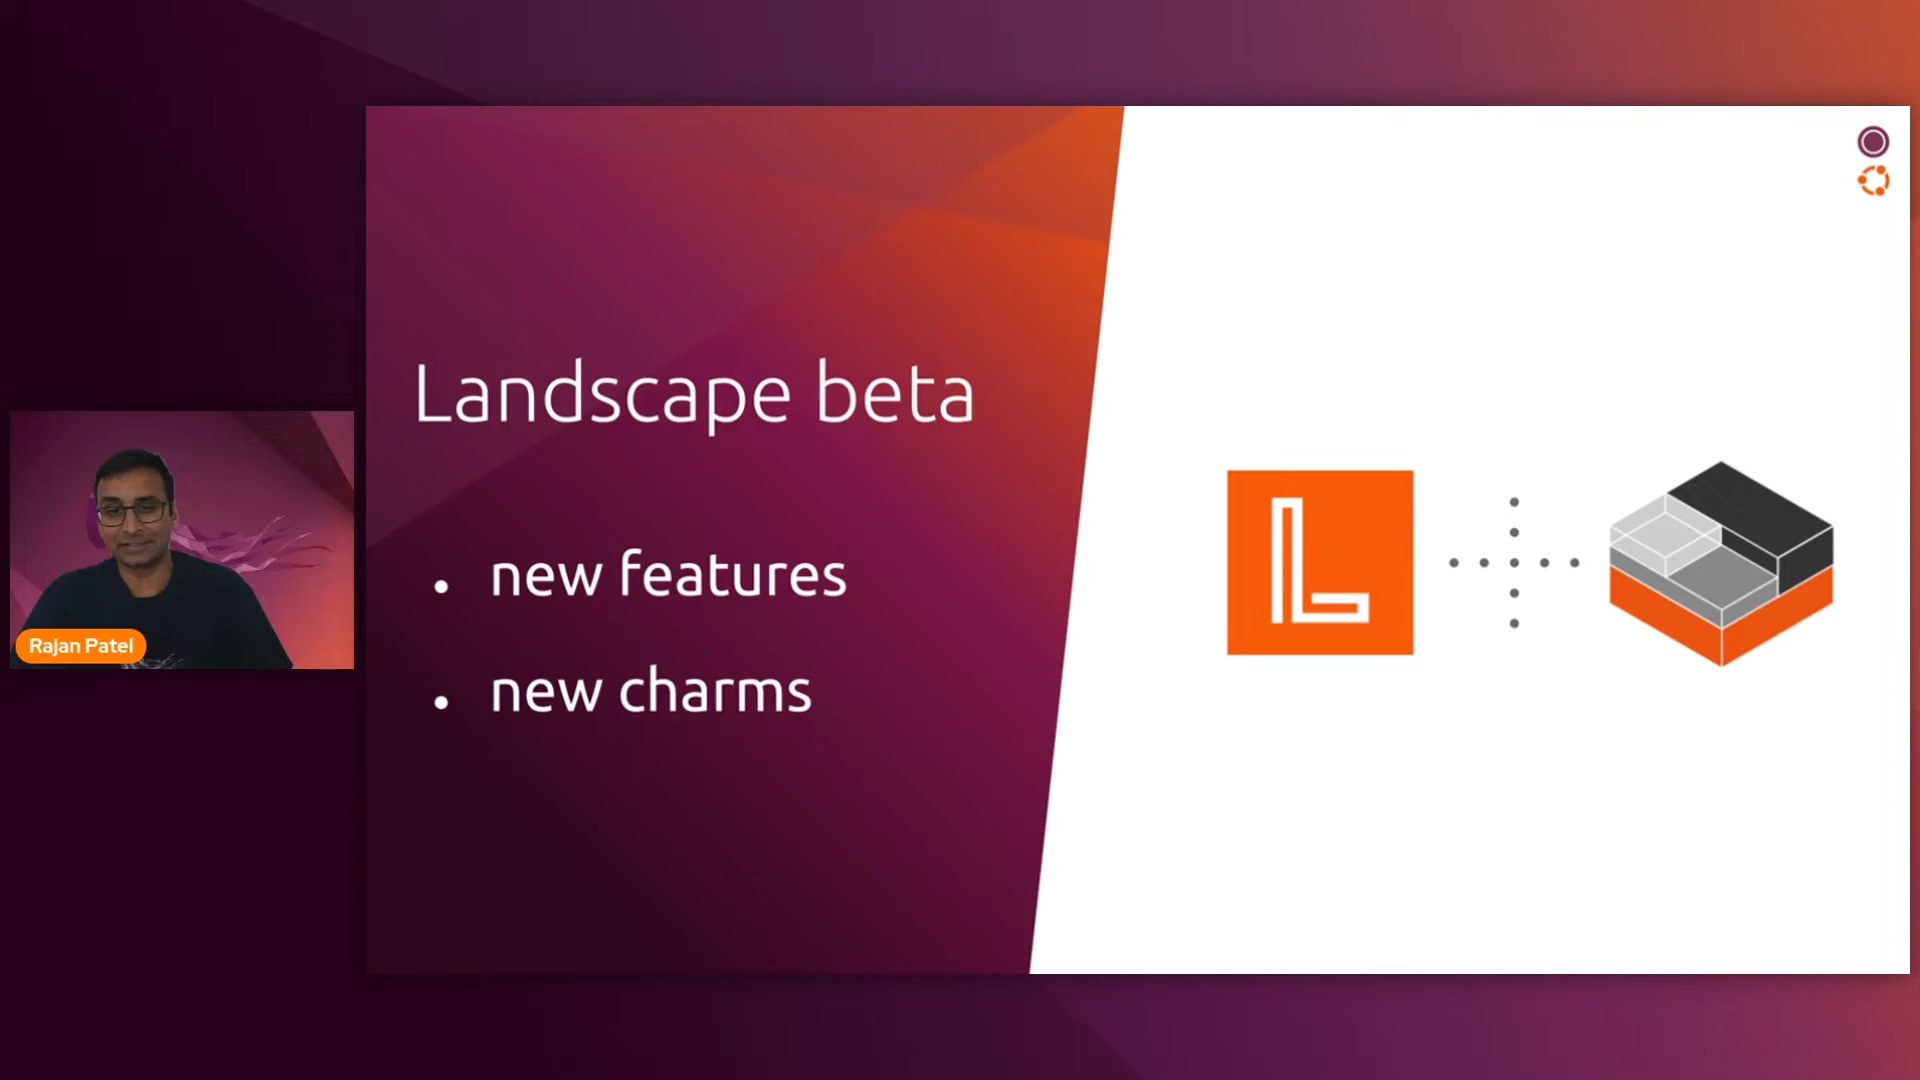 Landscape beta
new features
new charms
L
Rajan Patel